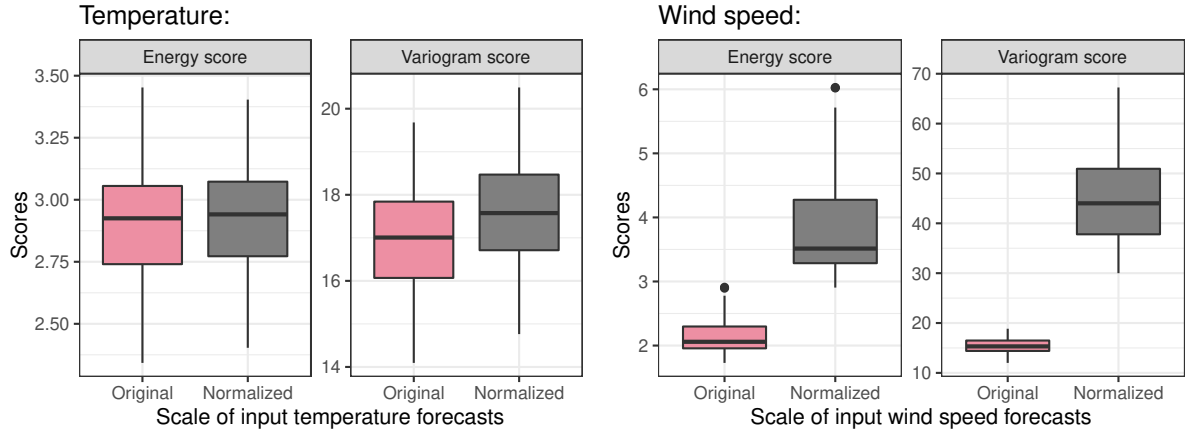 Temperature:
Energy score
Variogram score
Scores
3.50
3.25
3.00
2.75
2.50
20
18
16
14
Original
Normalized
Original
Normalized
Scale of input temperature forecasts
Wind speed:
Energy score
Variogram score
Scores
6
5
4
3
2
70
60
50
40
30
20
10
Original
Normalized
Original
Normalized
Scale of input wind speed forecasts